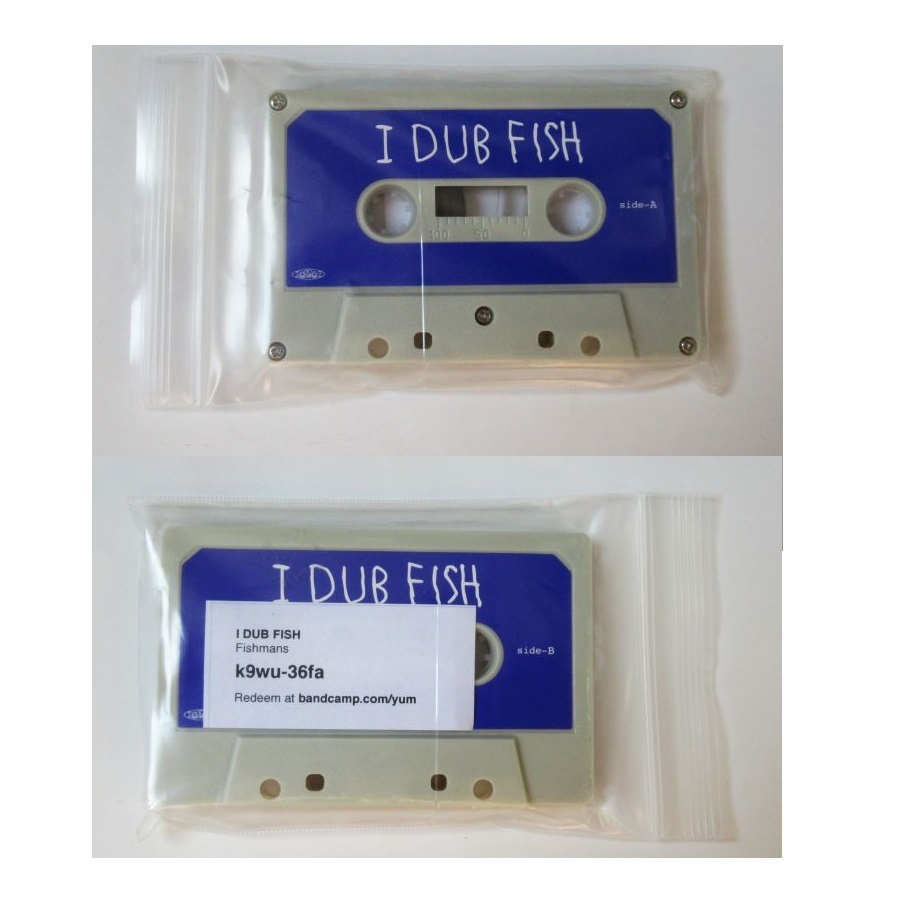 I DUB FISH
side-A
100 50 0
I DUB FISH
I DUB FISH
Fishmans
k9wu-36fa
Redeem at bandcamp.com/yum
side-B